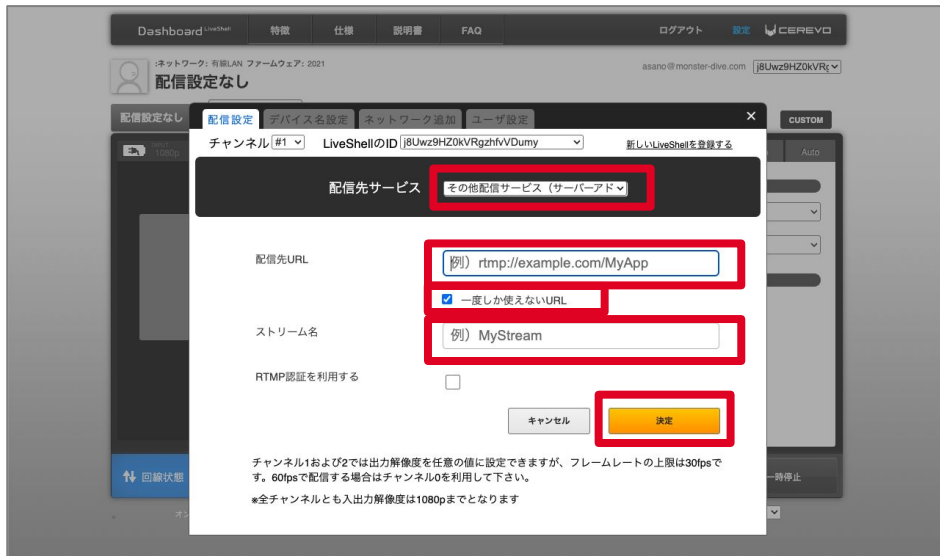 Dashboard LiveShell 特徴 仕様 説明書 FAQ ログアウト 設定 CEREVO
:ネットワーク: 有線LAN ファームウェア: 2021
配信設定なし
asano@monster-dive.com j8Uwz9HZ0kVRç
配信設定なし
配信設定 デバイス名設定 ネットワーク追加 ユーザ設定 ×
CUSTOM
チャンネル #1 LiveShellのID j8Uwz9HZ0kVRgzhfvVDumy 新しいLiveShellを登録する
1080p
Auto
配信先サービス その他配信サービス（サーバーアド
配信先URL 例）rtmp://example.com/MyApp
一度しか使えないURL
ストリーム名 例）MyStream
RTMP認証を利用する
キャンセル 決定
チャンネル1および2では出力解像度を任意の値に設定できますが、フレームレートの上限は30fpsで
す。60fpsで配信する場合はチャンネル0を利用して下さい。
※全チャンネルとも入出力解像度は1080pまでとなります
回線状態
一時停止
オン